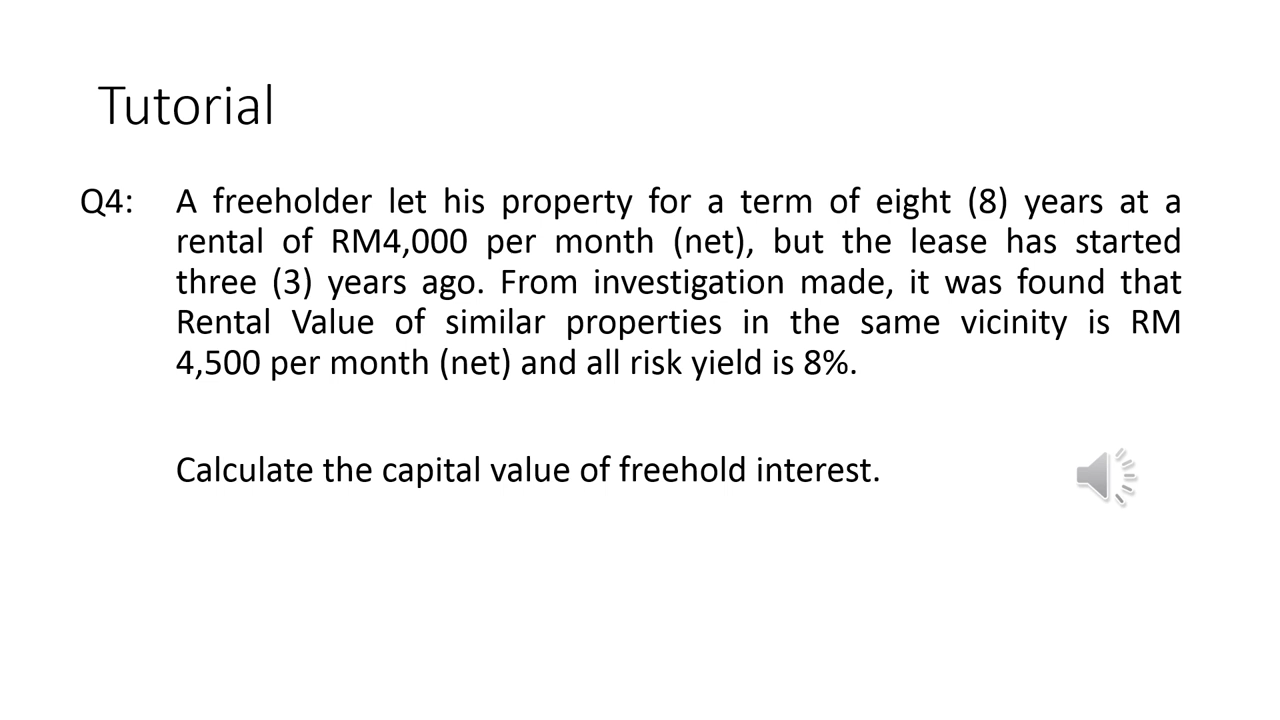 Tutorial
Q4: A freeholder let his property for a term of eight (8) years at a
rental of RM4,000 per month (net), but the lease has started
three (3) years ago. From investigation made, it was found that
Rental Value of similar properties in the same vicinity is RM
4,500 per month (net) and all risk yield is 8%.
Calculate the capital value of freehold interest.